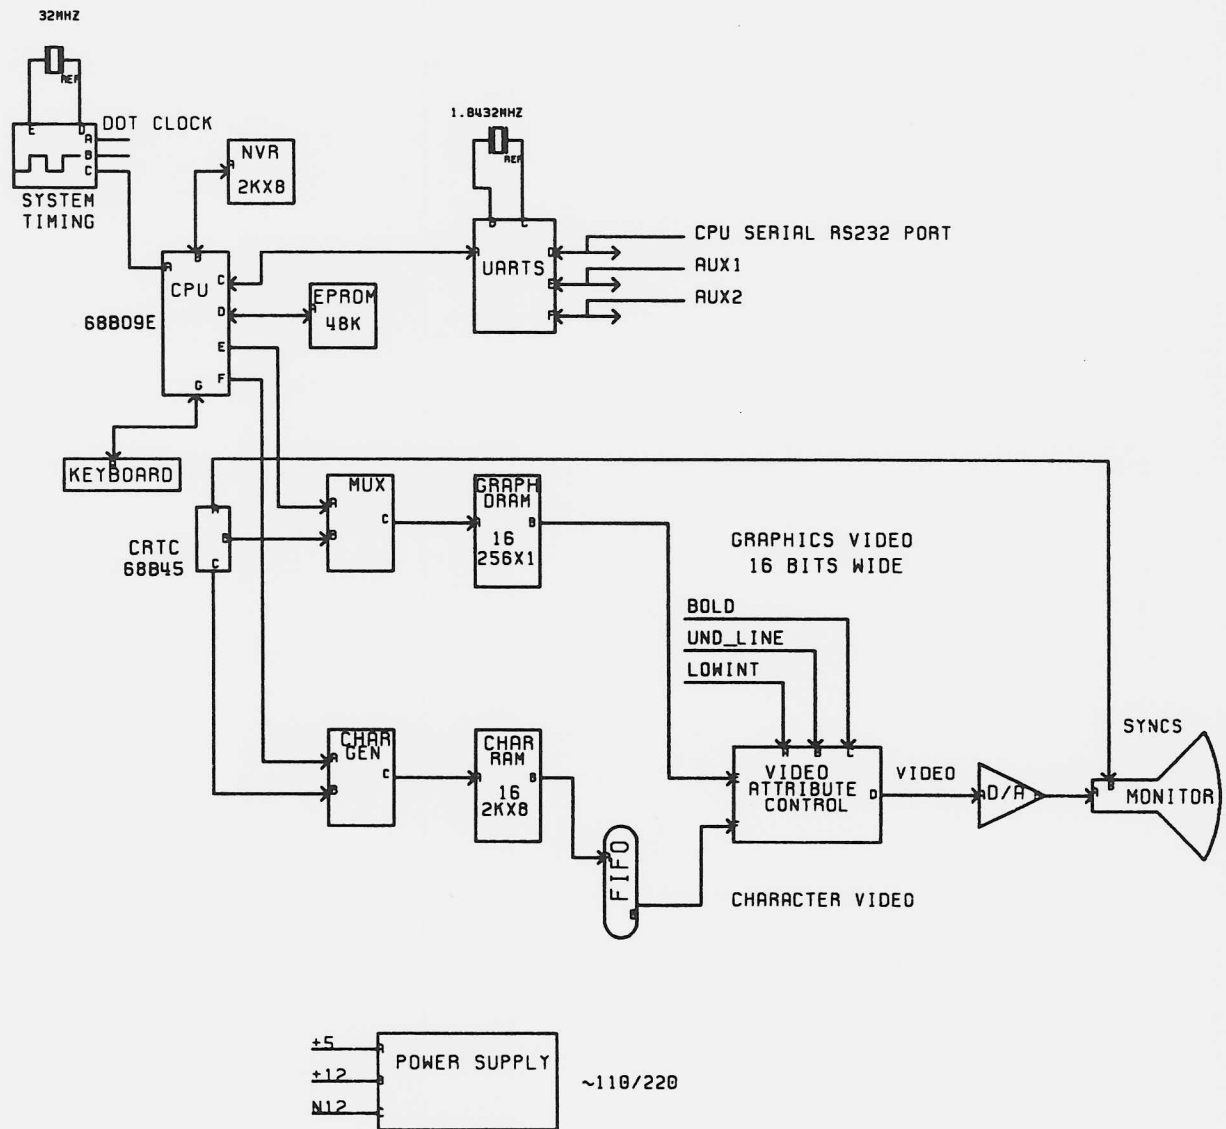 32MHZ
REF
E D
DOT CLOCK
A
B
C
SYSTEM
TIMING
NVR
A
2KX8
1.8432MHZ
REF
B C
A
UARTS
D
E
F
CPU SERIAL RS232 PORT
AUX1
AUX2
B
A
CPU
C
D
E
F
G
68B09E
EPROM
A
48K
B
KEYBOARD
A
B
C
CRTC
68B45
MUX
A
B
C
GRAPH
DRAM
A B
16
256X1
GRAPHICS VIDEO
16 BITS WIDE
BOLD
UND_LINE
LOWINT
CHAR
GEN
A
B
C
CHAR
RAM
A B
16
2KX8
A
FIFO
B
A B C
E
F
VIDEO
ATTRIBUTE
CONTROL
D
VIDEO
A D/A B
SYNCS
B
A
MONITOR
CHARACTER VIDEO
+5
+12
N12
A
B
C
POWER SUPPLY
~110/220